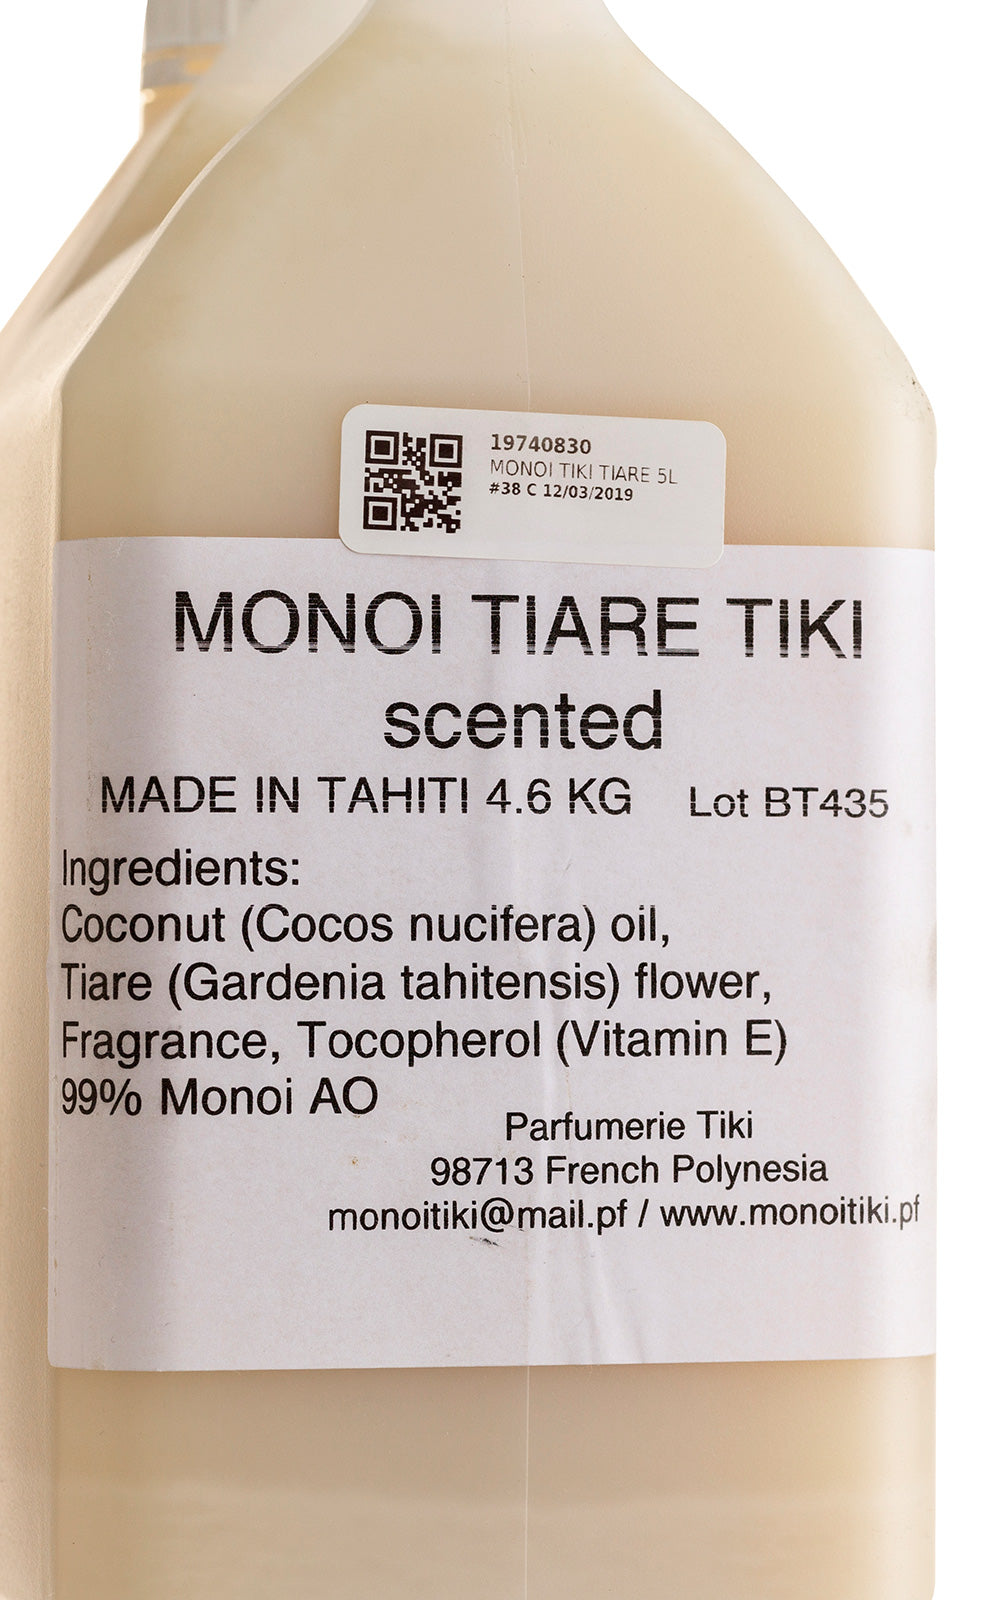 19740830
MONOI TIKI TIARE 5L
#38 C 12/03/2019
MONOI TIARE TIKI
scented
MADE IN TAHITI 4.6 KG Lot BT435
Ingredients:
Coconut (Cocos nucifera) oil,
Tiare (Gardenia tahitensis) flower,
Fragrance, Tocopherol (Vitamin E)
99% Monoi AO
Parfumerie Tiki
98713 French Polynesia
monoitiki@mail.pf / www.monoitiki.pf